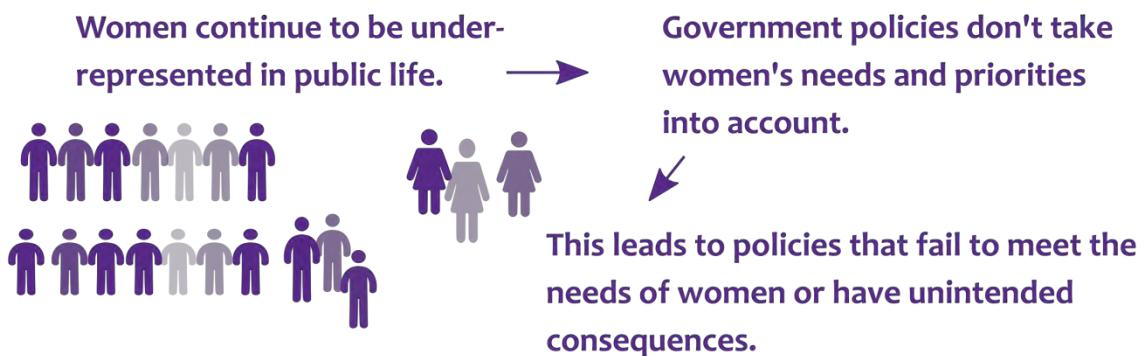 Women continue to be under-
represented in public life.
Government policies don't take
women's needs and priorities
into account.
This leads to policies that fail to meet the
needs of women or have unintended
consequences.